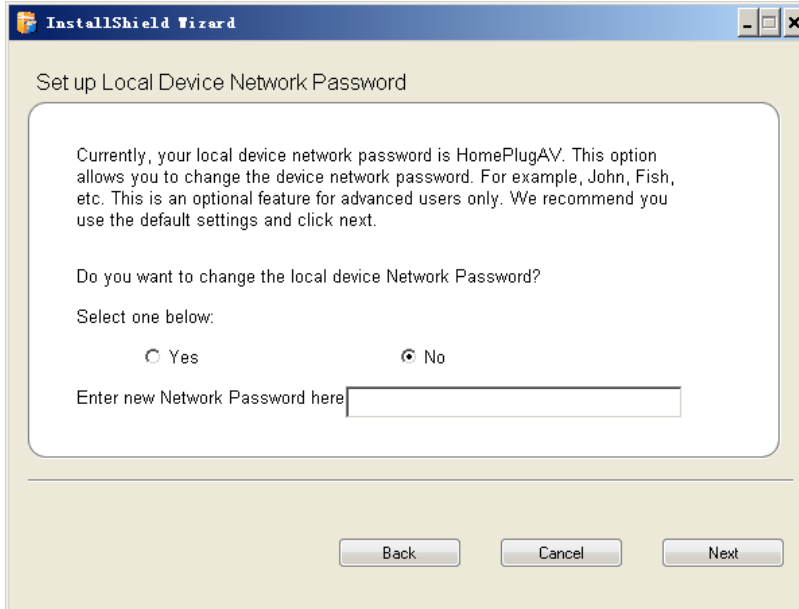 InstallShield Wizard
Set up Local Device Network Password
Currently, your local device network password is HomePlugAV. This option
allows you to change the device network password. For example, John, Fish,
etc. This is an optional feature for advanced users only. We recommend you
use the default settings and click next.
Do you want to change the local device Network Password?
Select one below:
Yes No
Enter new Network Password here
Back Cancel Next